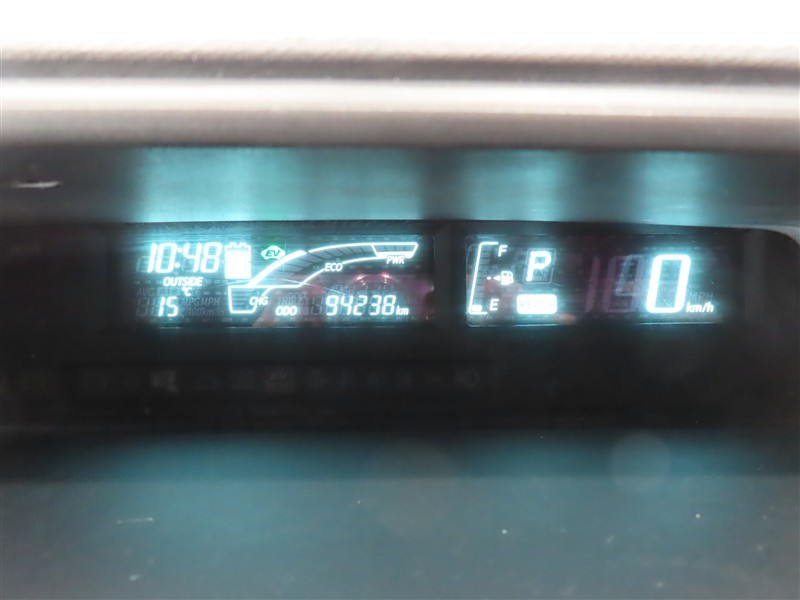 10:48
EV
OUTSIDE
°C
15
ECO
PWR
CHG
ODO 94238 km
F
E
P
0
MPH
km/h